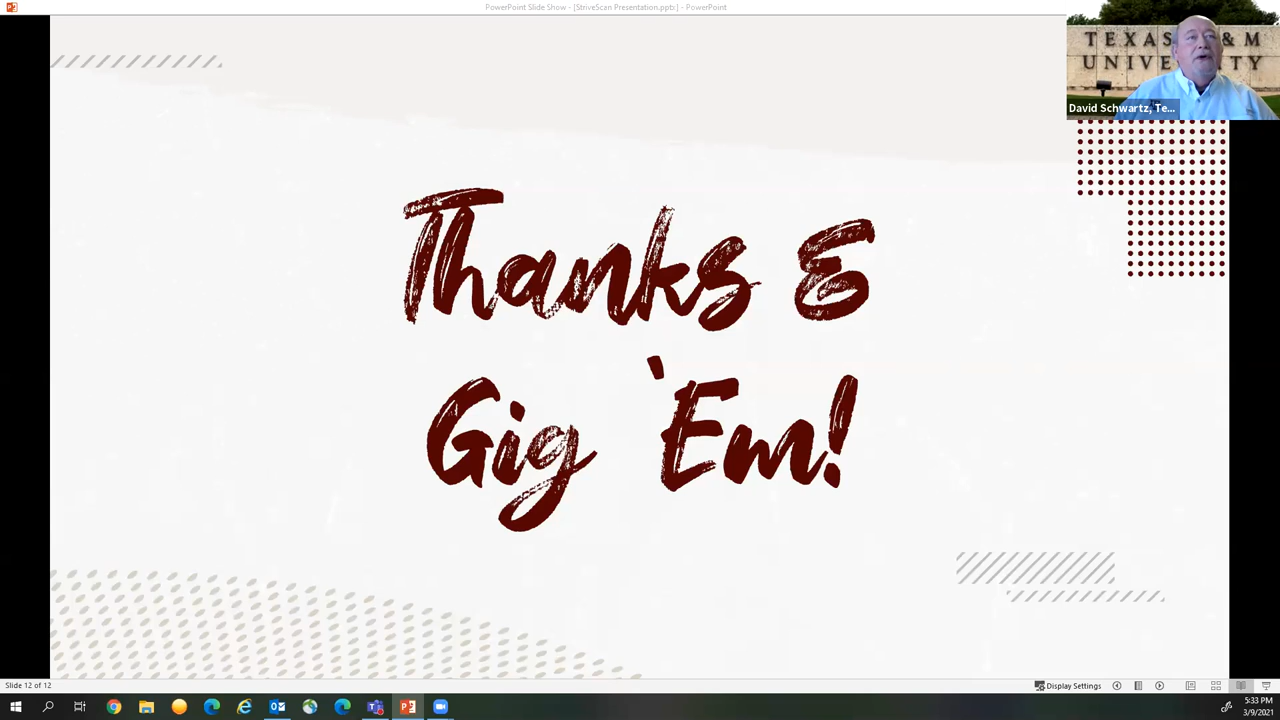 PowerPoint Slide Show - [StriveScan Presentation.pptx] - PowerPoint
TEXAS A&M
UNIVERSITY
David Schwartz, Te...
Thanks &
Gig `Em!
Slide 12 of 12
Display Settings
5:33 PM
3/9/2021